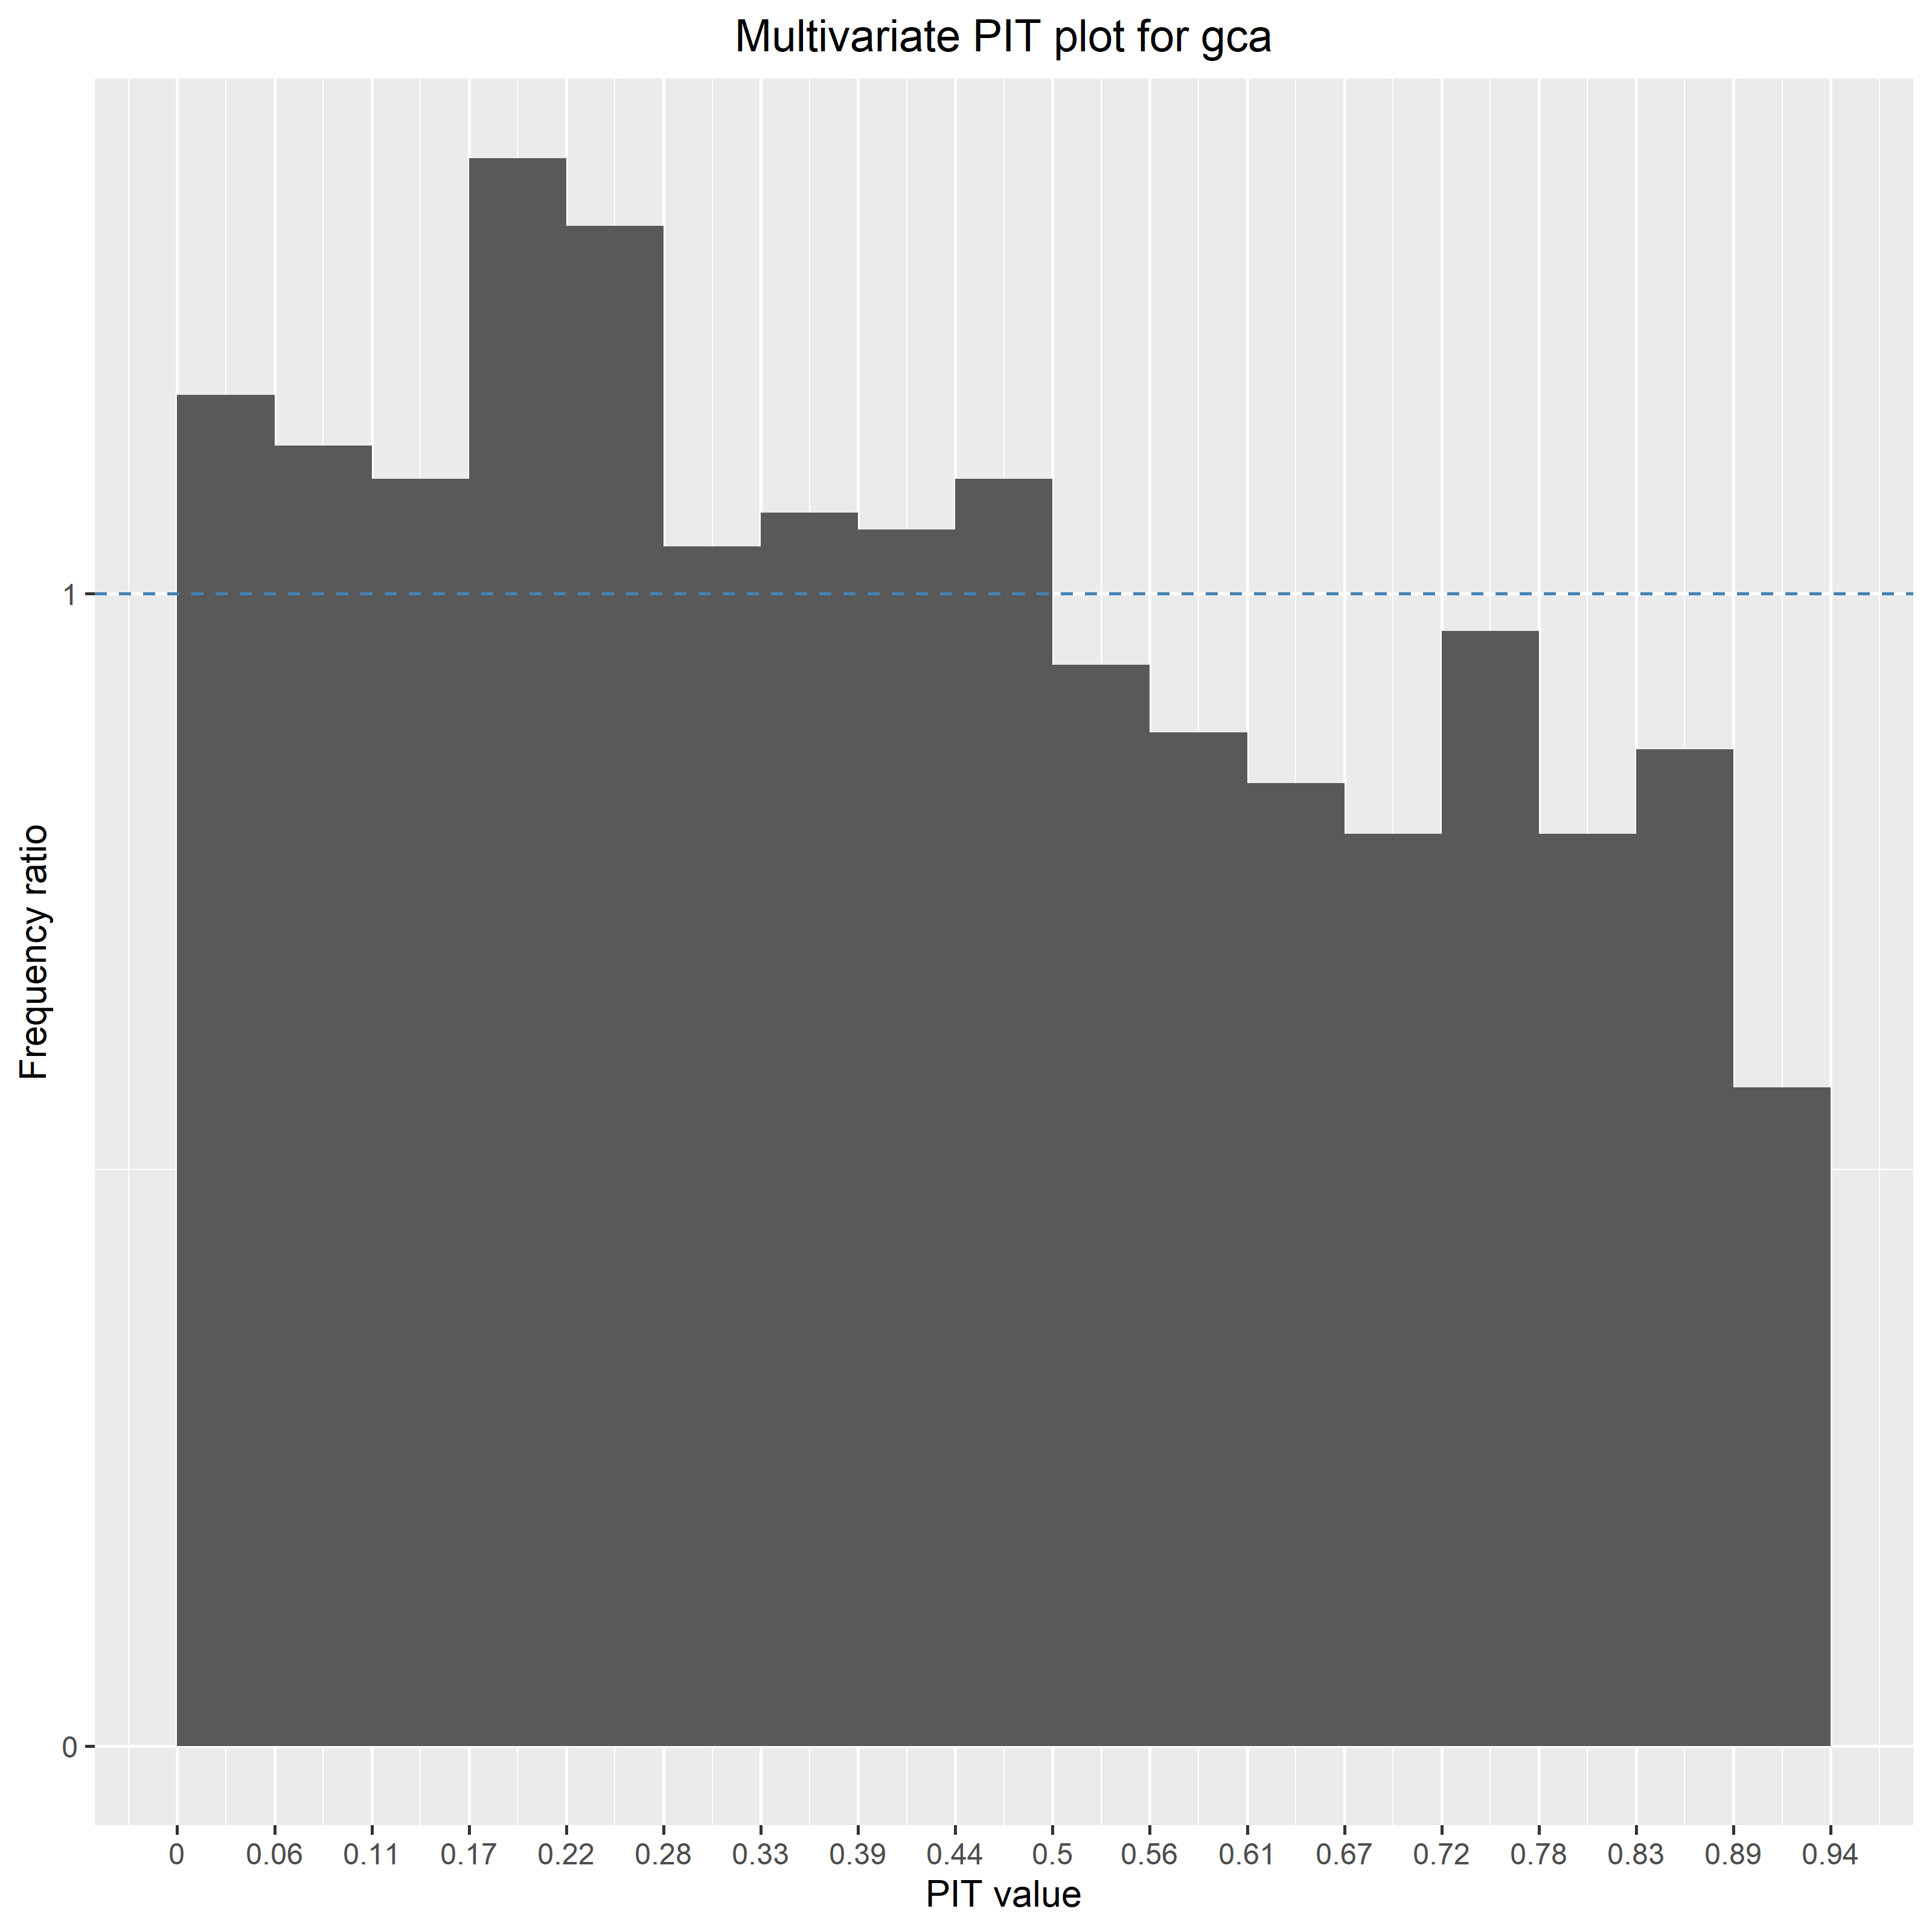 Multivariate PIT plot for gca
Frequency ratio
1
0
0 0.06 0.11 0.17 0.22 0.28 0.33 0.39 0.44 0.5 0.56 0.61 0.67 0.72 0.78 0.83 0.89 0.94
PIT value